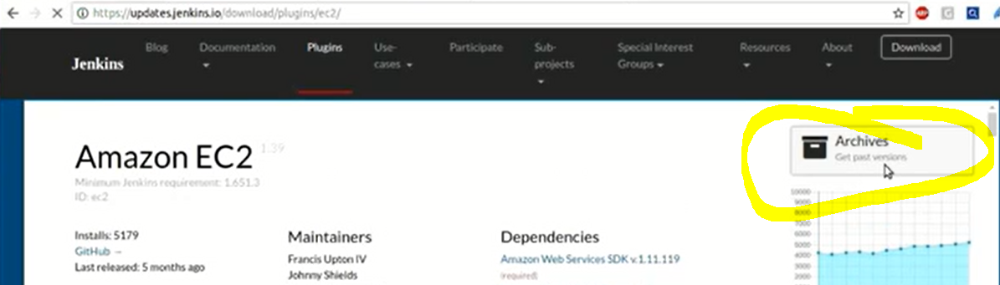 https://updates.jenkins.io/download/plugins/ec2/
Jenkins
Blog
Documentation
Plugins
Use-
cases
Participate
Sub-
projects
Special Interest
Groups
Resources
About
Download
Amazon EC2 1.39
Minimum Jenkins requirement: 1.651.3
ID: ec2
Archives
Get past versions
Installs: 5179
GitHub →
Last released: 5 months ago
Maintainers
Francis Upton IV
Johnny Shields
Dependencies
Amazon Web Services SDK v.1.11.119
(required)
10000
9000
8000
7000
6000
5000
4000
3000
2000